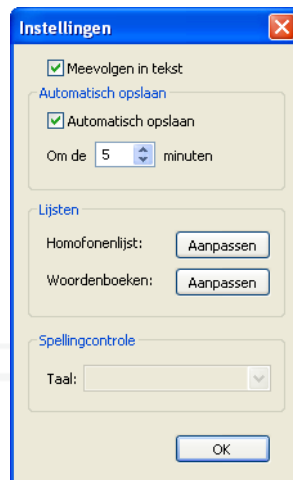 Instellingen
Meevolgen in tekst
Automatisch opslaan
Automatisch opslaan
Om de 5 minuten
Lijsten
Homofonenlijst: Aanpassen
Woordenboeken: Aanpassen
Spellingcontrole
Taal:
OK